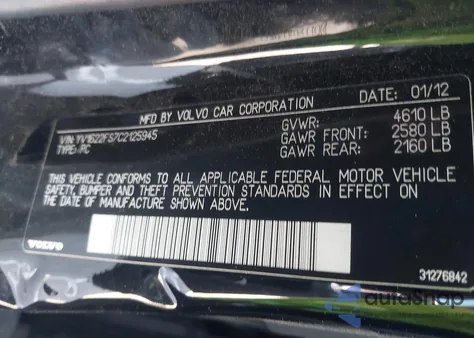 MFD BY VOLVO CAR CORPORATION DATE: 01/12
VIN: YV1622FS7C2125945
TYPE: PC
GVWR: 4610 LB
GAWR FRONT: 2580 LB
GAWR REAR: 2160 LB
THIS VEHICLE CONFORMS TO ALL APPLICABLE FEDERAL MOTOR VEHICLE
SAFETY, BUMPER AND THEFT PREVENTION STANDARDS IN EFFECT ON
THE DATE OF MANUFACTURE SHOWN ABOVE.
VOLVO
31276842
autoSnap